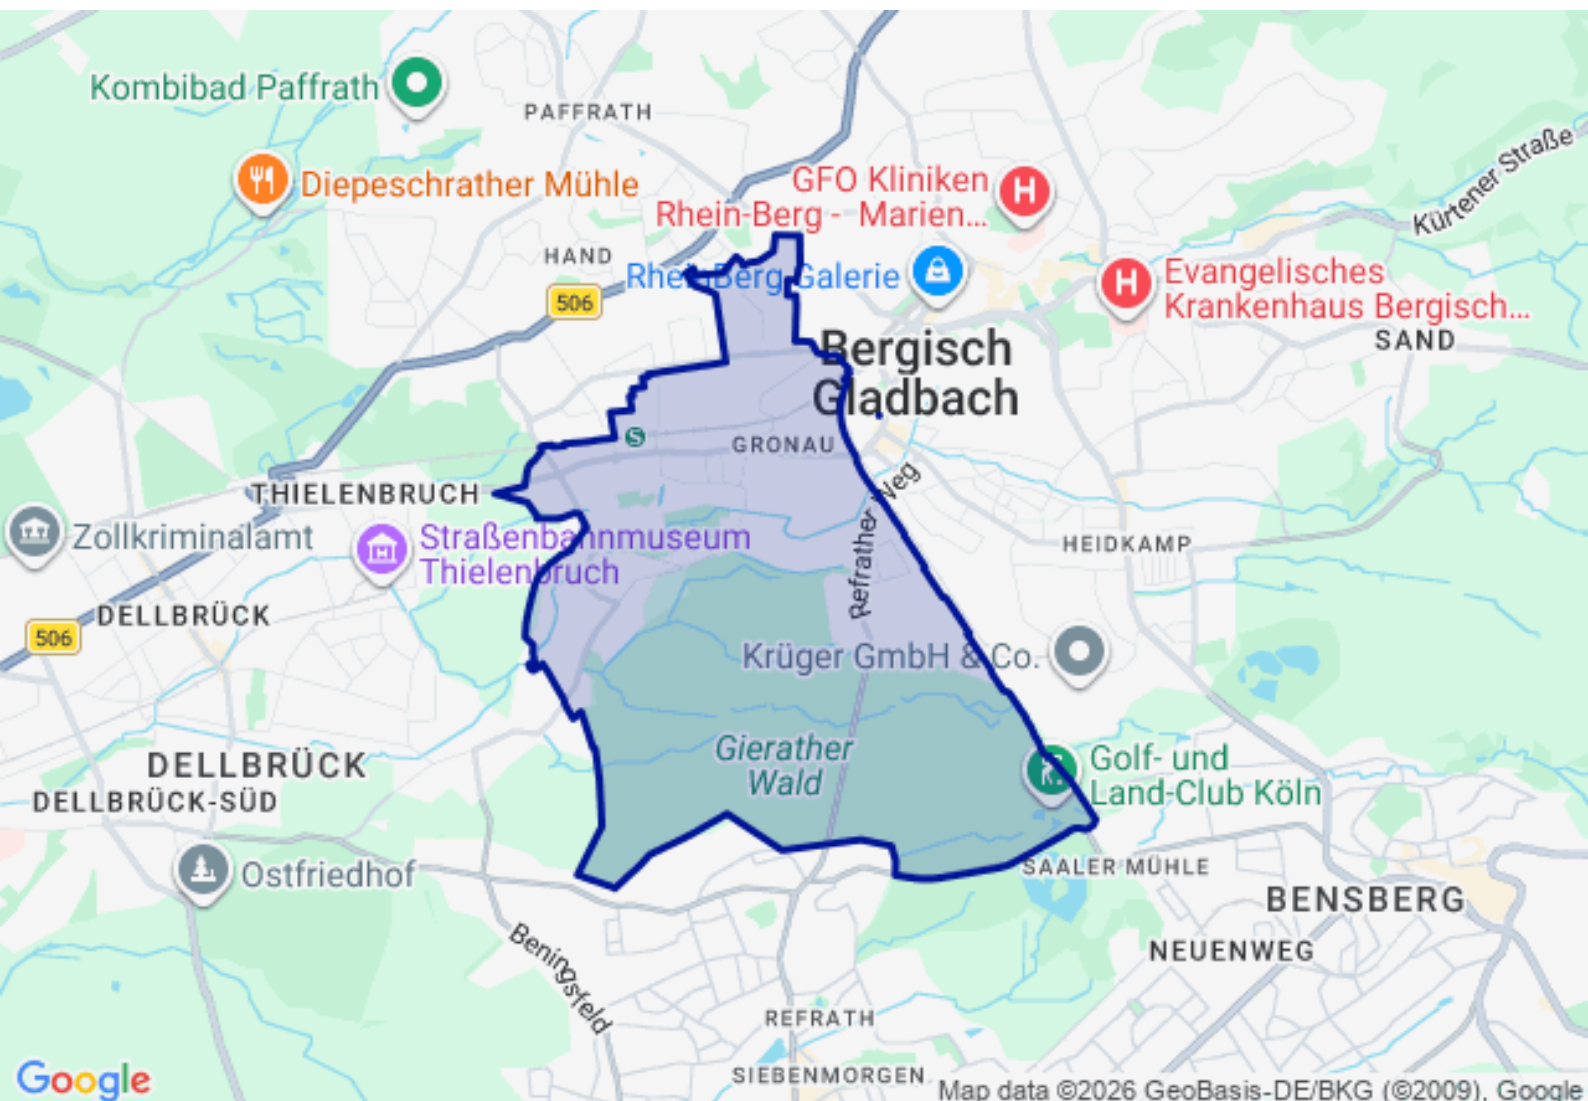 Kombibad Paffrath
PAFFRATH
Kürtener Straße
Diepeschrather Mühle
GFO Kliniken
Rhein-Berg - Marien...
HAND
Rhein-Berg Galerie
Evangelisches
Krankenhaus Bergisch...
506
SAND
Bergisch
Gladbach
S
GRONAU
THIELENBRUCH
Refrather Weg
Zollkriminalamt
Straßenbahnmuseum
Thielenbruch
HEIDKAMP
DELLBRÜCK
506
Krüger GmbH & Co.
Gierather
Wald
DELLBRÜCK
DELLBRÜCK-SÜD
Golf- und
Land-Club Köln
Ostfriedhof
SAALER MÜHLE
BENSBERG
Beningsfeld
NEUENWEG
REFRATH
SIEBENMORGEN
Google
Map data ©2026 GeoBasis-DE/BKG (©2009), Google